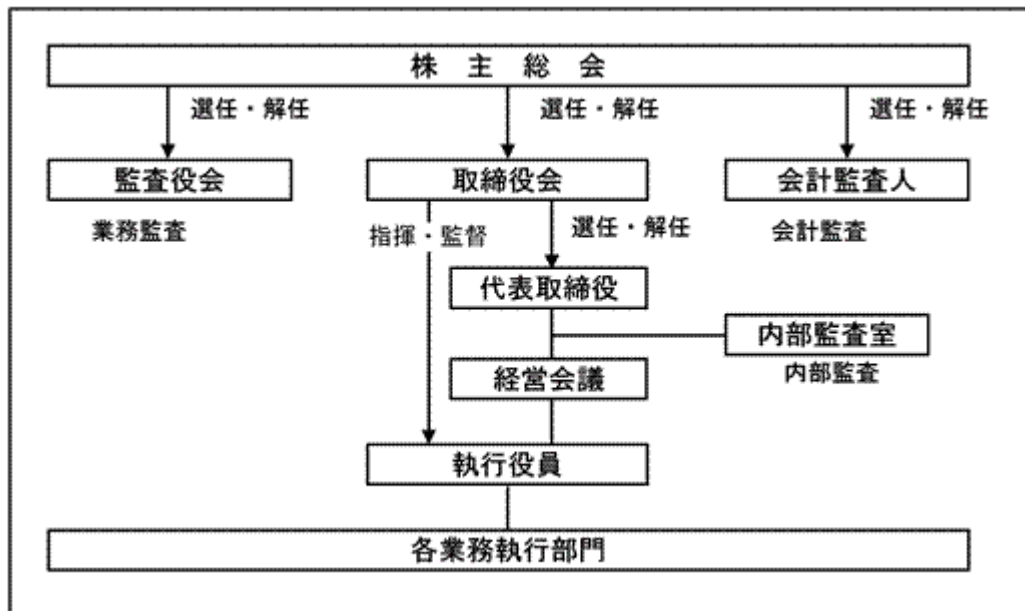 株 主 総 会
選任・解任
選任・解任
選任・解任
監査役会
取締役会
会計監査人
業務監査
指揮・監督
選任・解任
会計監査
代表取締役
内部監査室
内部監査
経営会議
執行役員
各業務執行部門